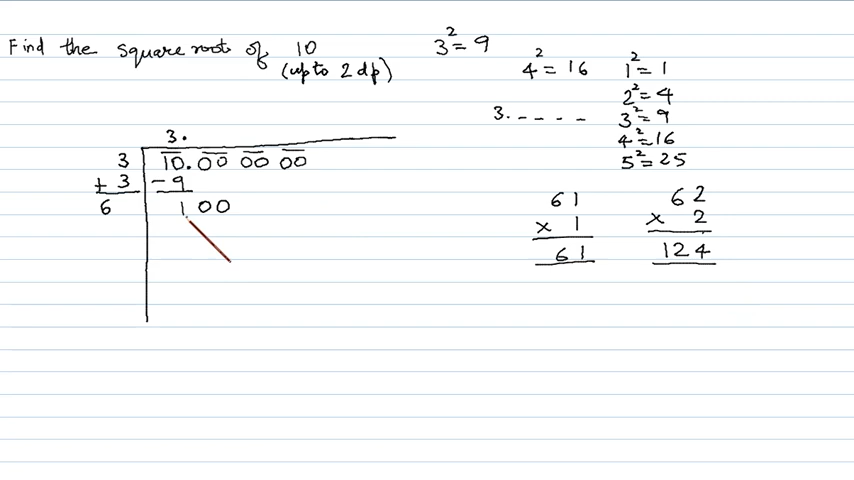 Find the square root of 10
(upto 2 dp)
3² = 9
4² = 16
3. - - - -
1² = 1
2² = 4
3² = 9
4² = 16
5² = 25
3.
3 10.00 00 00
+ 3 - 9
6 1 00
61
x 1
61
62
x 2
124